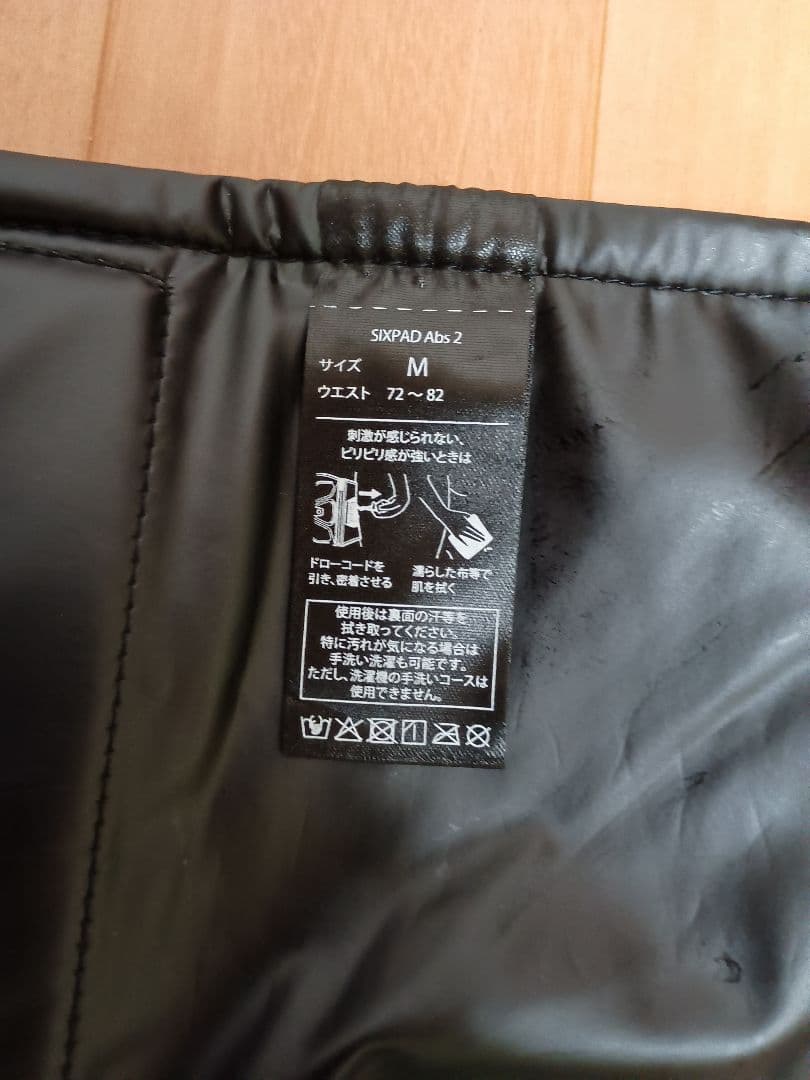 SIXPAD Abs 2
サイズ M
ウエスト 72～82
刺激が感じられない、
ピリピリ感が強いときは
ドローコードを
引き、密着させる
濡らした布等で
肌を拭く
使用後は裏面の汗等を
拭き取ってください。
特に汚れが気になる場合は
手洗い洗濯も可能です。
ただし、洗濯機の手洗いコースは
使用できません。